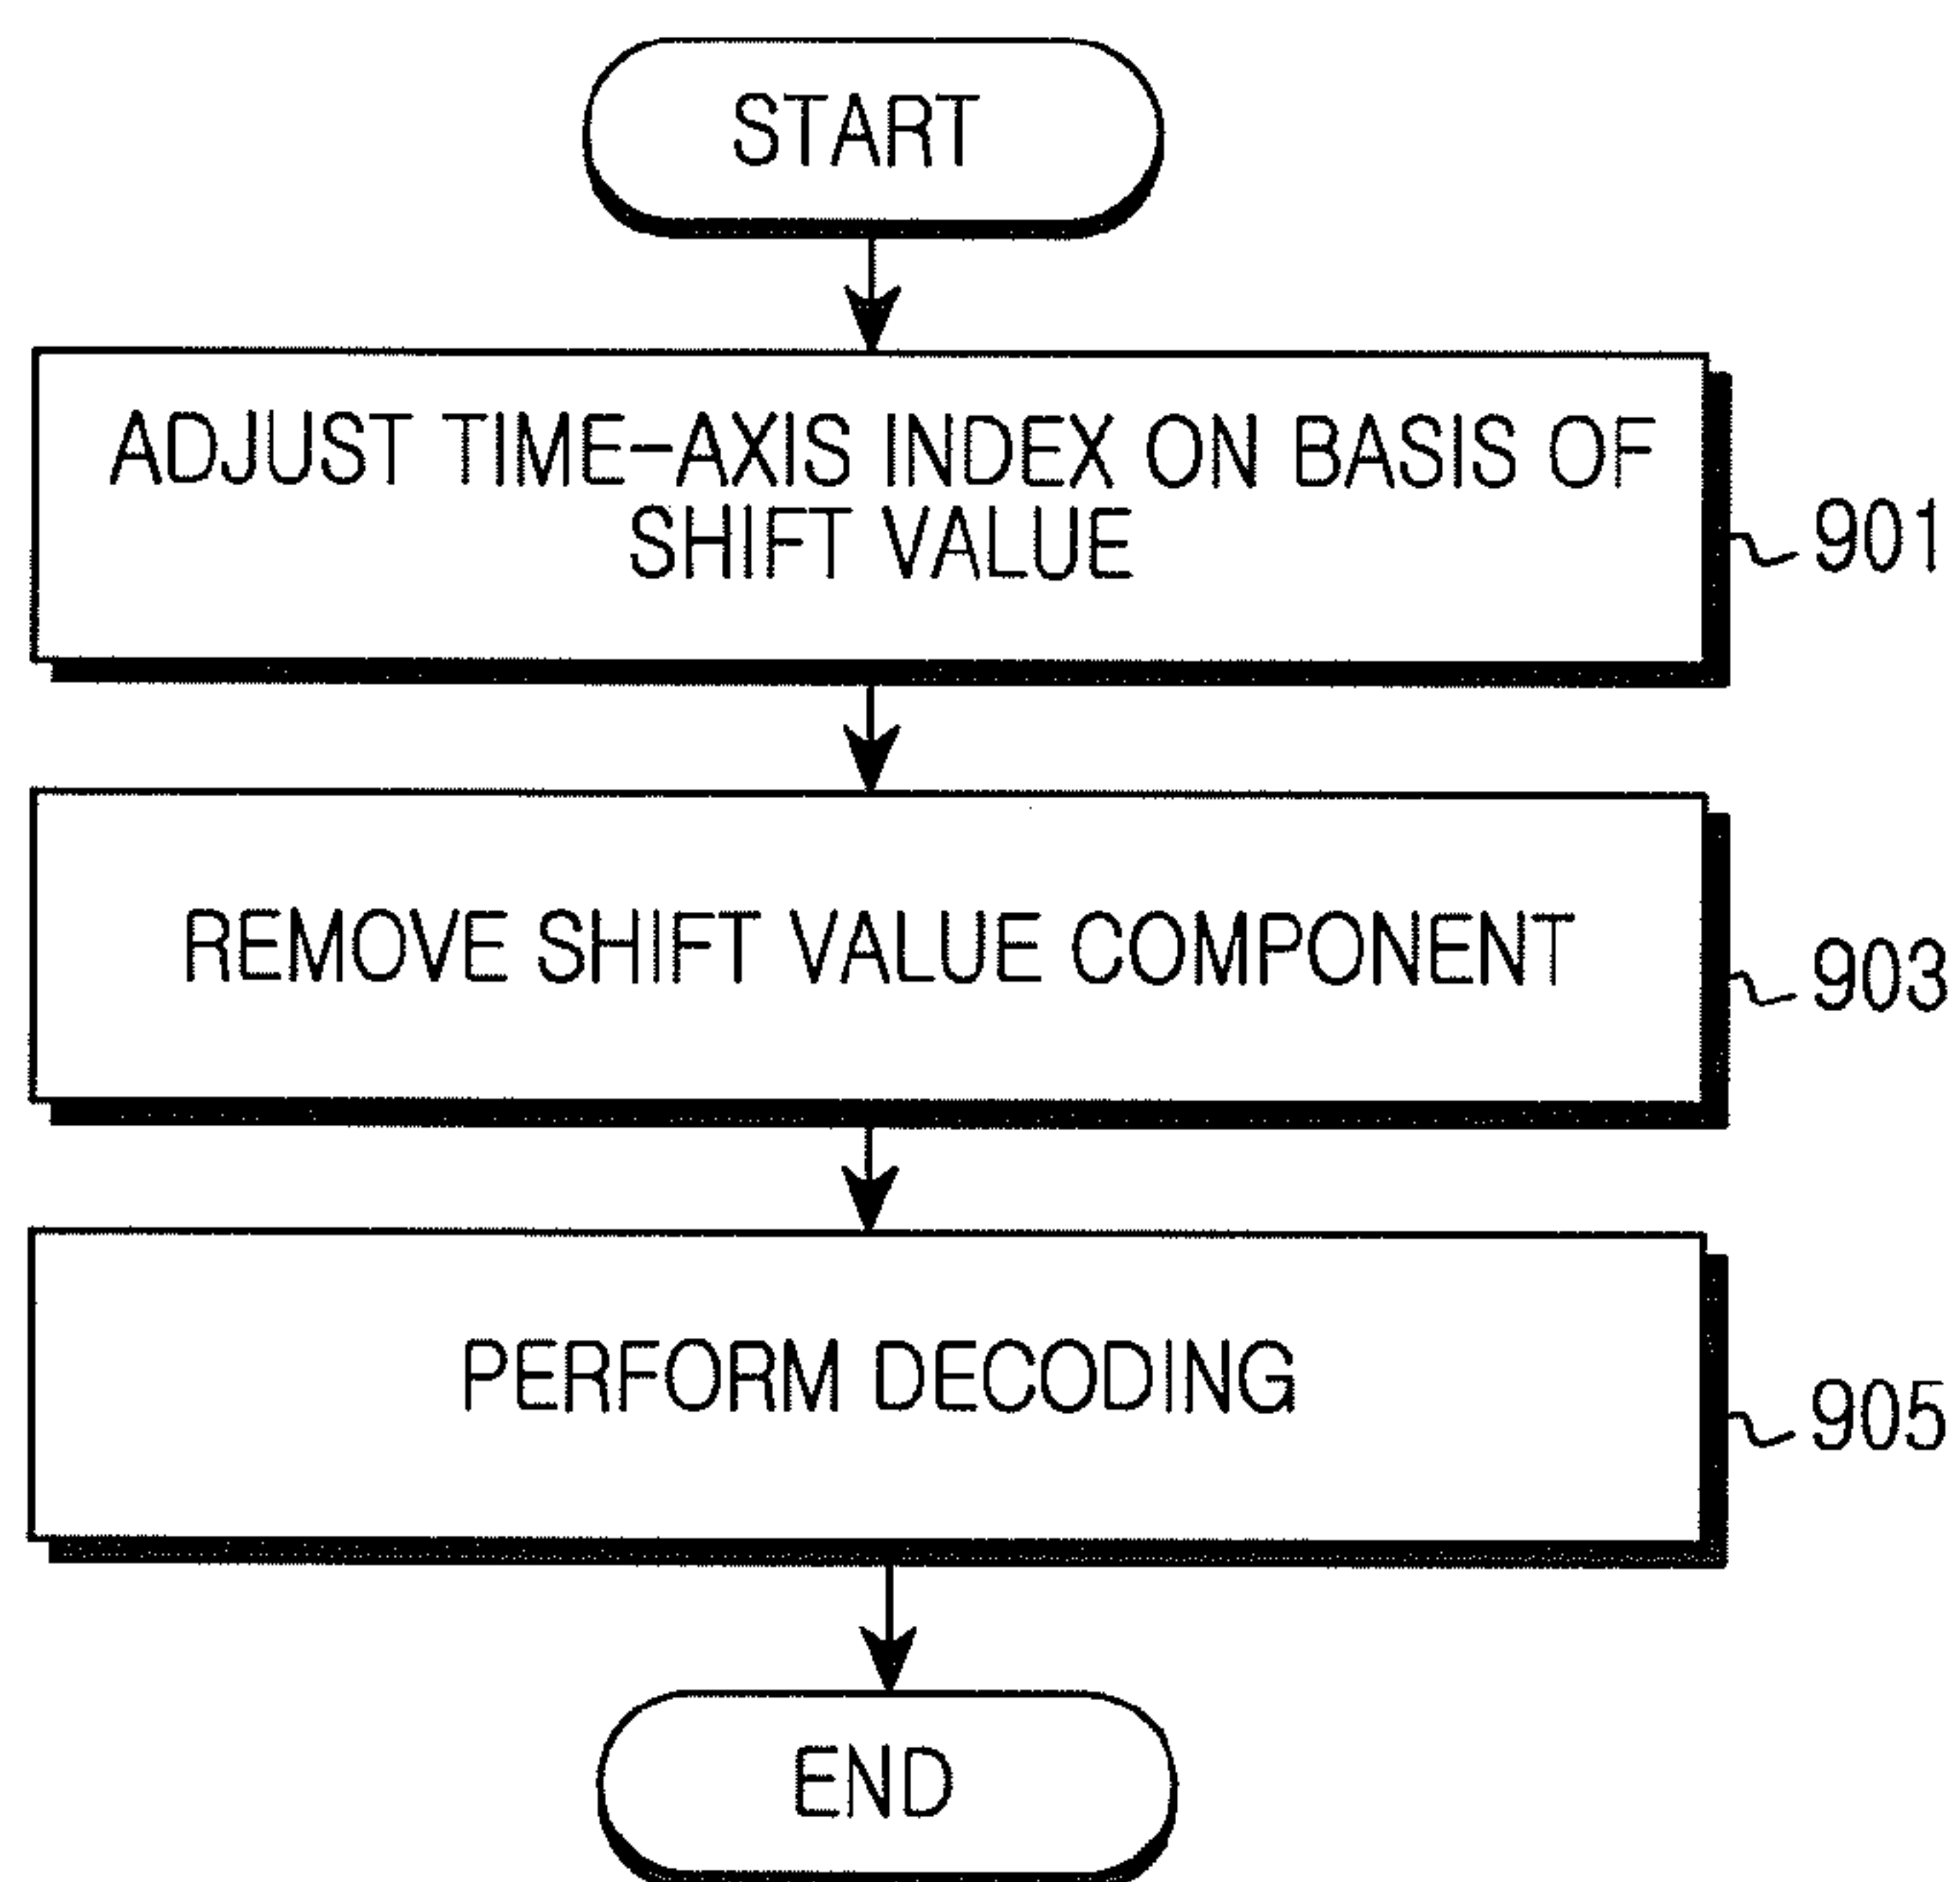 START
ADJUST TIME-AXIS INDEX ON BASIS OF
SHIFT VALUE
901
REMOVE SHIFT VALUE COMPONENT
903
PERFORM DECODING
905
END